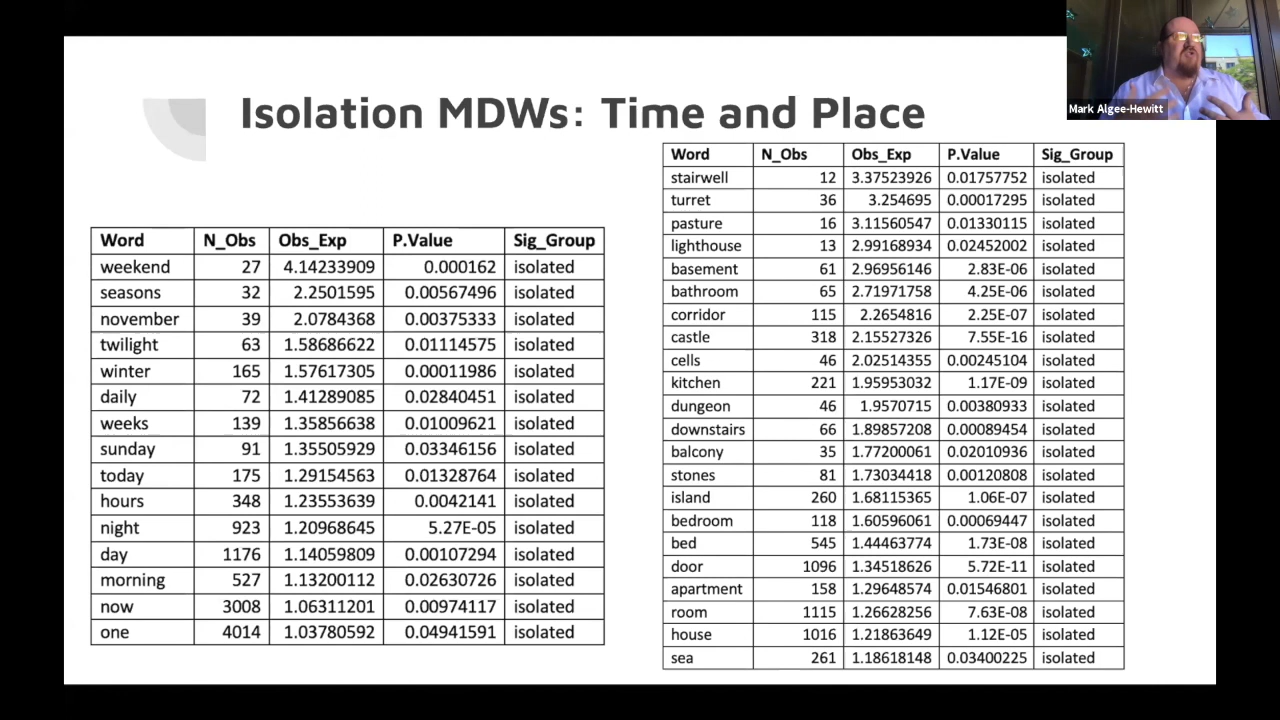 Isolation MDWs: Time and Place
Mark Algee-Hewitt
Word N_Obs Obs_Exp P.Value Sig_Group
weekend 27 4.14233909 0.000162 isolated
seasons 32 2.2501595 0.00567496 isolated
november 39 2.0784368 0.00375333 isolated
twilight 63 1.58686622 0.01114575 isolated
winter 165 1.57617305 0.00011986 isolated
daily 72 1.41289085 0.02840451 isolated
weeks 139 1.35856638 0.01009621 isolated
sunday 91 1.35505929 0.03346156 isolated
today 175 1.29154563 0.01328764 isolated
hours 348 1.23553639 0.0042141 isolated
night 923 1.20968645 5.27E-05 isolated
day 1176 1.14059809 0.00107294 isolated
morning 527 1.13200112 0.02630726 isolated
now 3008 1.06311201 0.00974117 isolated
one 4014 1.03780592 0.04941591 isolated
Word N_Obs Obs_Exp P.Value Sig_Group
stairwell 12 3.37523926 0.01757752 isolated
turret 36 3.254695 0.00017295 isolated
pasture 16 3.11560547 0.01330115 isolated
lighthouse 13 2.99168934 0.02452002 isolated
basement 61 2.96956146 2.83E-06 isolated
bathroom 65 2.71971758 4.25E-06 isolated
corridor 115 2.2654816 2.25E-07 isolated
castle 318 2.15527326 7.55E-16 isolated
cells 46 2.02514355 0.00245104 isolated
kitchen 221 1.95953032 1.17E-09 isolated
dungeon 46 1.9570715 0.00380933 isolated
downstairs 66 1.89857208 0.00089454 isolated
balcony 35 1.77200061 0.02010936 isolated
stones 81 1.73034418 0.00120808 isolated
island 260 1.68115365 1.06E-07 isolated
bedroom 118 1.60596061 0.00069447 isolated
bed 545 1.44463774 1.73E-08 isolated
door 1096 1.34518626 5.72E-11 isolated
apartment 158 1.29648574 0.01546801 isolated
room 1115 1.26628256 7.63E-08 isolated
house 1016 1.21863649 1.12E-05 isolated
sea 261 1.18618148 0.03400225 isolated